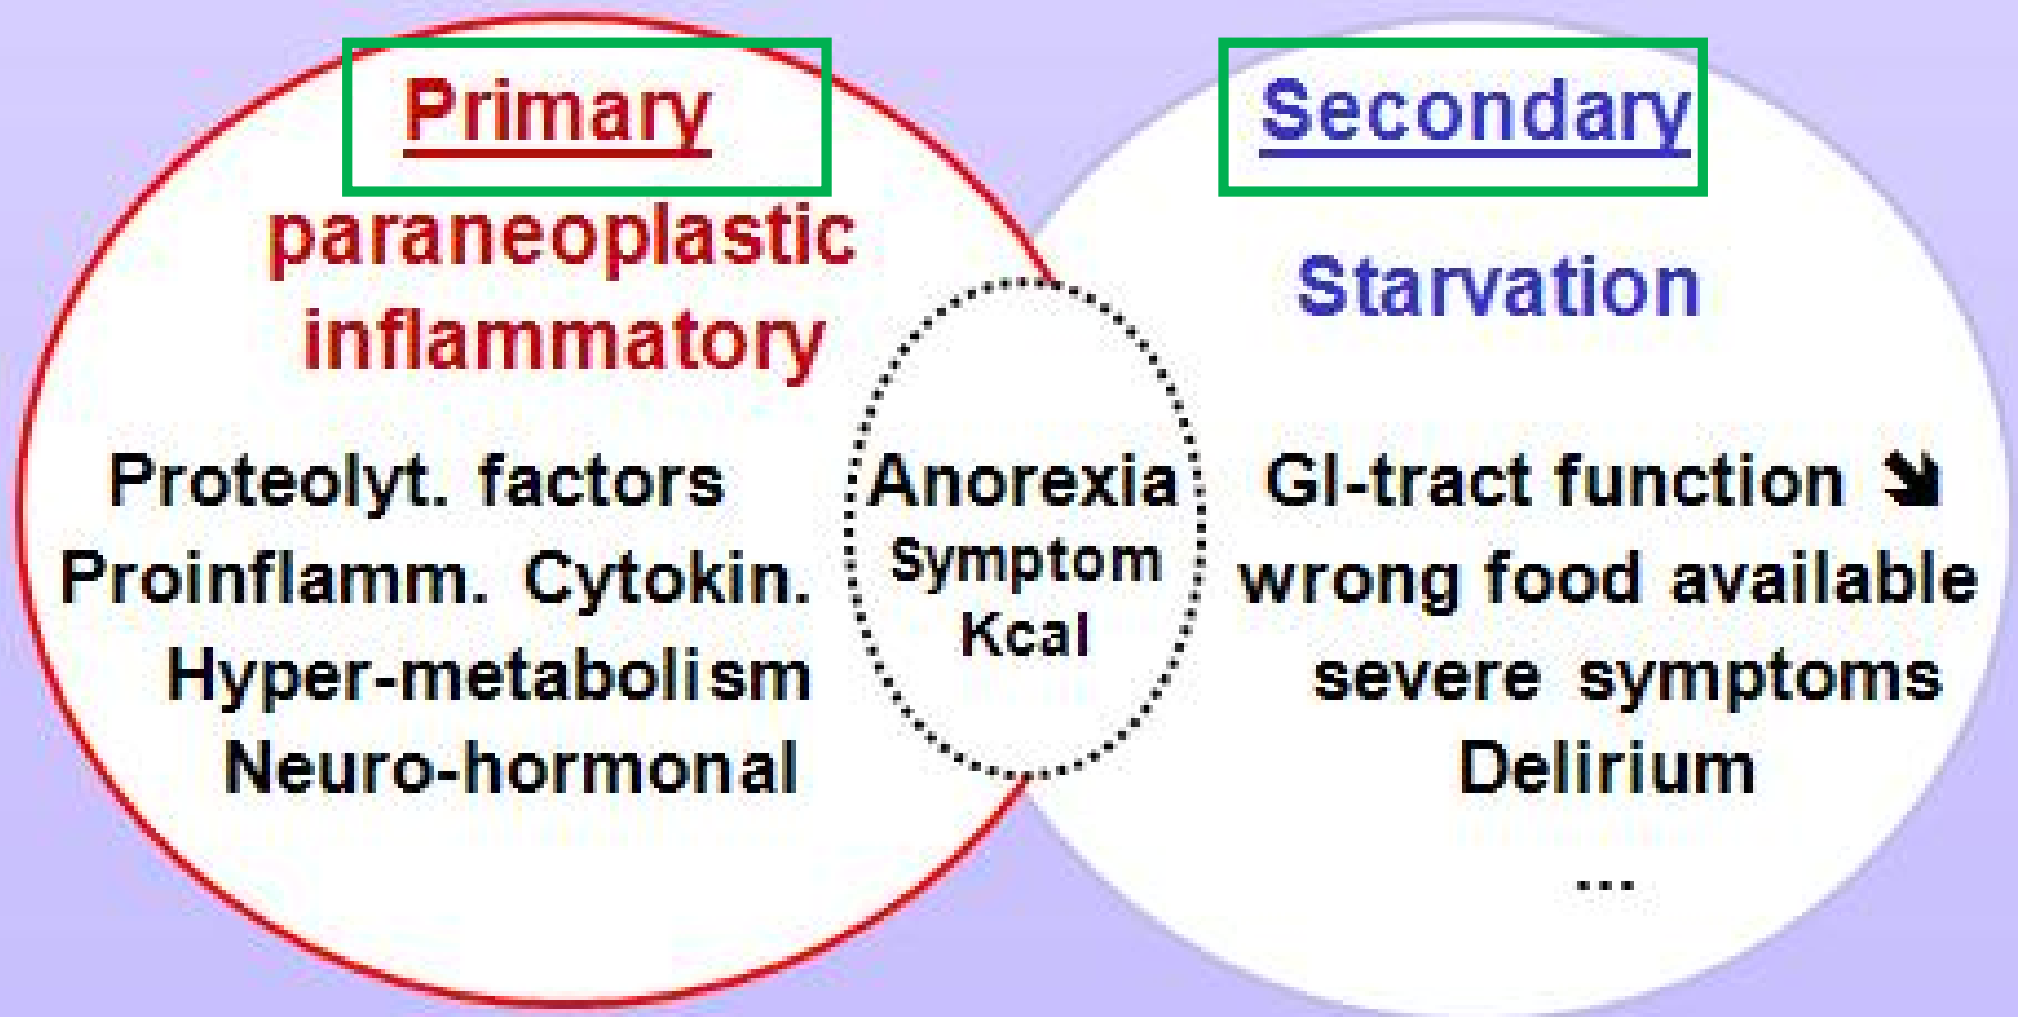 Primary
paraneoplastic
inflammatory
Proteolyt. factors
Proinflamm. Cytokin.
Hyper-metabolism
Neuro-hormonal
Anorexia
Symptom
Kcal
Secondary
Starvation
GI-tract function ➘
wrong food available
severe symptoms
Delirium
...